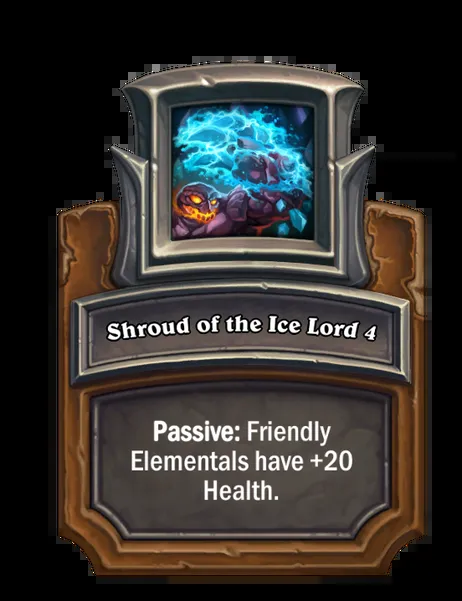 Shroud of the Ice Lord 4
Passive: Friendly
Elementals have +20
Health.